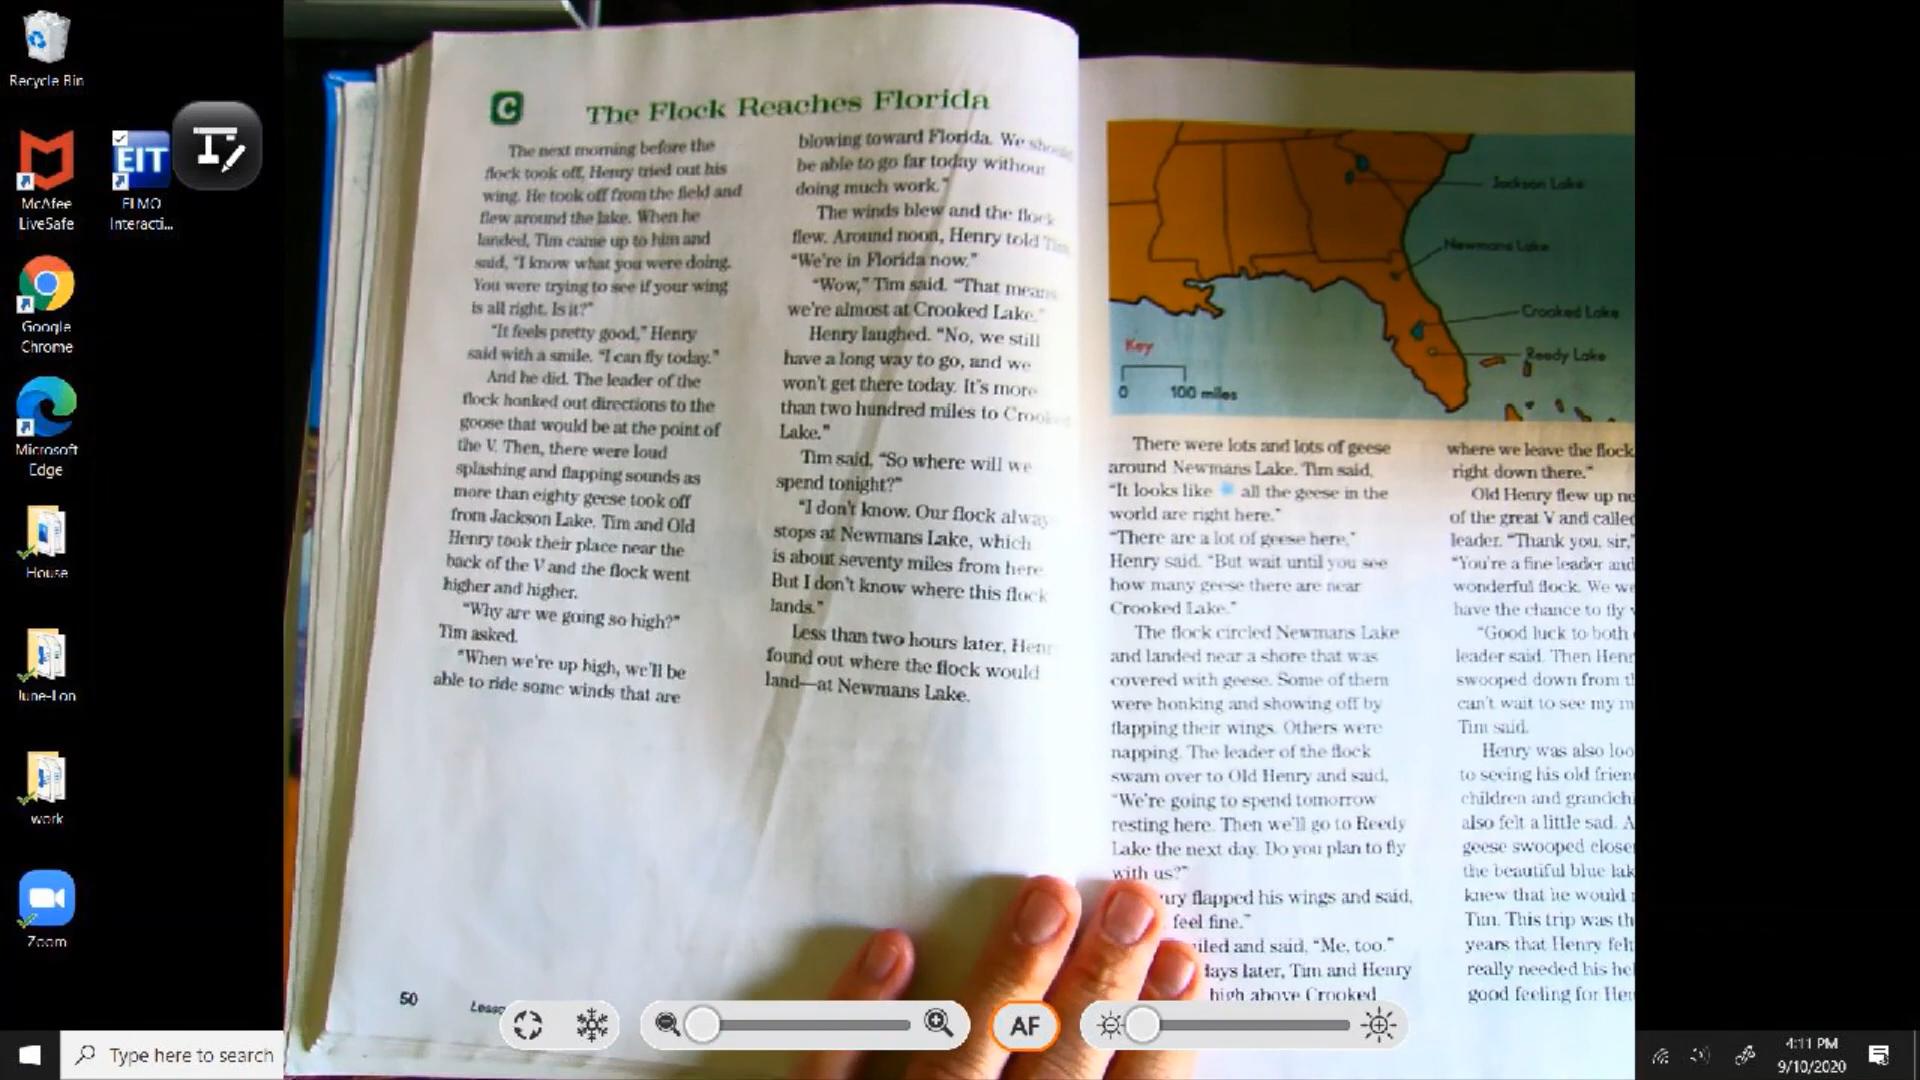 Recycle Bin
McAfee
LiveSafe
EIT
ELMO
Interacti...
Google
Chrome
Microsoft
Edge
House
work
Zoom
C
The Flock Reaches Florida
The next morning before the
flock took off, Henry tried out his
wing. He took off from the field and
flew around the lake. When he
landed, Tim came up to him and
said, "I know what you were doing.
You were trying to see if your wing
is all right. Is it?"
"It feels pretty good," Henry
said with a smile. "I can fly today."
And he did. The leader of the
flock honked out directions to the
goose that would be at the point of
the V. Then, there were loud
splashing and flapping sounds as
more than eighty geese took off
from Jackson Lake. Tim and Old
Henry took their place near the
back of the V and the flock went
higher and higher.
"Why are we going so high?"
Tim asked.
"When we're up high, we'll be
able to ride some winds that are
blowing toward Florida. We should
be able to go far today without
doing much work."
The winds blew and the flock
flew. Around noon, Henry told Tim,
"We're in Florida now."
"Wow," Tim said. "That means
we're almost at Crooked Lake."
Henry laughed. "No, we still
have a long way to go, and we
won't get there today. It's more
than two hundred miles to Crooked
Lake."
Tim said, "So where will we
spend tonight?"
"I don't know. Our flock always
stops at Newmans Lake, which
is about seventy miles from here.
But I don't know where this flock
lands."
Less than two hours later, Henry
found out where the flock would
land—at Newmans Lake.
50
Jackson Lake
Newmans Lake
Crooked Lake
Reedy Lake
Key
0 100 miles
There were lots and lots of geese
around Newmans Lake. Tim said,
"It looks like all the geese in the
world are right here."
"There are a lot of geese here,"
Henry said. "But wait until you see
how many geese there are near
Crooked Lake."
The flock circled Newmans Lake
and landed near a shore that was
covered with geese. Some of them
were honking and showing off by
flapping their wings. Others were
napping. The leader of the flock
swam over to Old Henry and said,
"We're going to spend tomorrow
resting here. Then we'll go to Reedy
Lake the next day. Do you plan to fly
with us?"
flapped his wings and said,
feel fine."
and said, "Me, too."
later, Tim and Henry
high above Crooked
where we leave the flock
right down there."
Old Henry flew up
of the great V and called
leader. "Thank you, sir,"
"You're a fine leader and
wonderful flock. We
have the chance to fly
"Good luck to both
leader said. Then
swooped down from
can't wait to see my
Tim said.
Henry was also
to seeing his old
children and
also felt a little sad.
geese swooped
the beautiful blue
knew that he would
Tim. This trip was
years that Henry felt
really needed his
good feeling for
AF
Type here to search
4:11 PM
9/10/2020